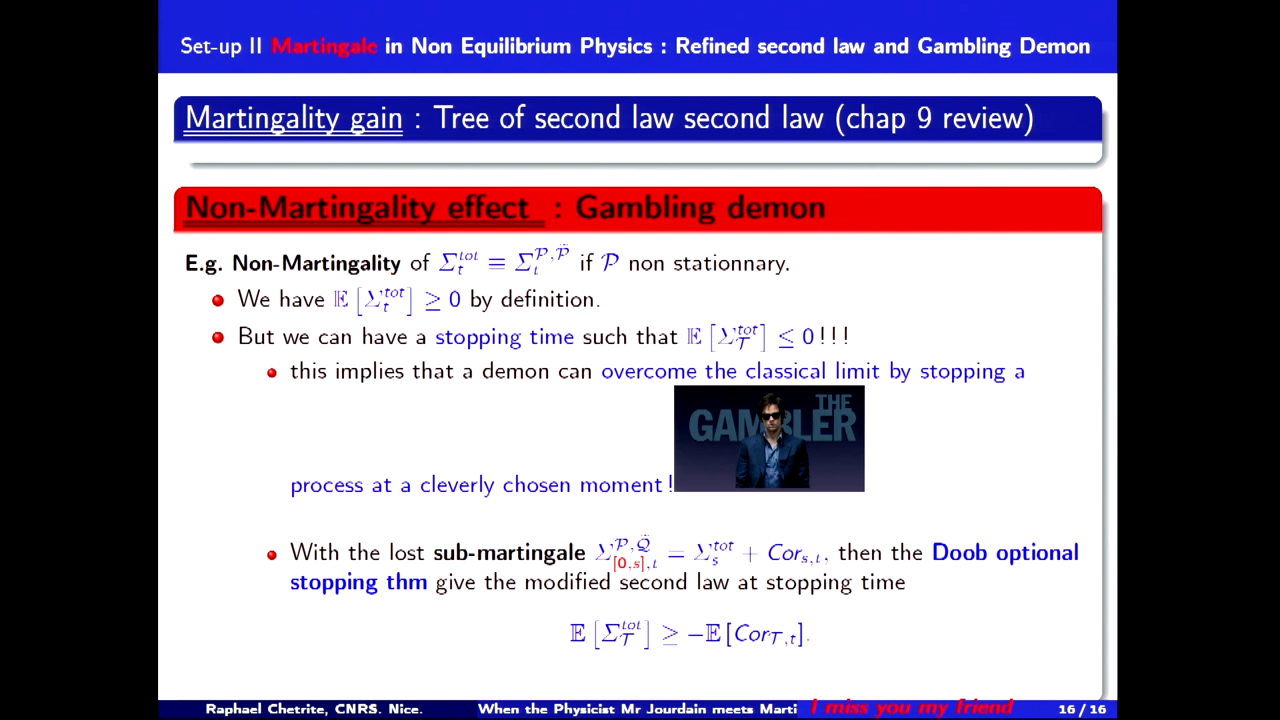 Set-up II Martingale in Non Equilibrium Physics : Refined second law and Gambling Demon
Martingality gain : Tree of second law second law (chap 9 review)
Non-Martingality effect : Gambling demon
E.g. Non-Martingality of Σ_t^{tot} ≡ Σ_t^{𝒫,𝒫̈} if 𝒫 non stationnary.
We have 𝔼 [Σ_t^{tot}] ≥ 0 by definition.
But we can have a stopping time such that 𝔼 [Σ_𝒯^{tot}] ≤ 0!!!
this implies that a demon can overcome the classical limit by stopping a
THE
GAMBLER
process at a cleverly chosen moment!
With the lost sub-martingale Σ_{[0,s],t}^{𝒫,𝒬̈} = Σ_s^{tot} + Cor_{s,t}, then the Doob optional
stopping thm give the modified second law at stopping time
𝔼 [Σ_𝒯^{tot}] ≥ −𝔼 [Cor_{𝒯,t}].
Raphael Chetrite, CNRS. Nice. When the Physicist Mr Jourdain meets Marti I miss you my friend 16 / 16